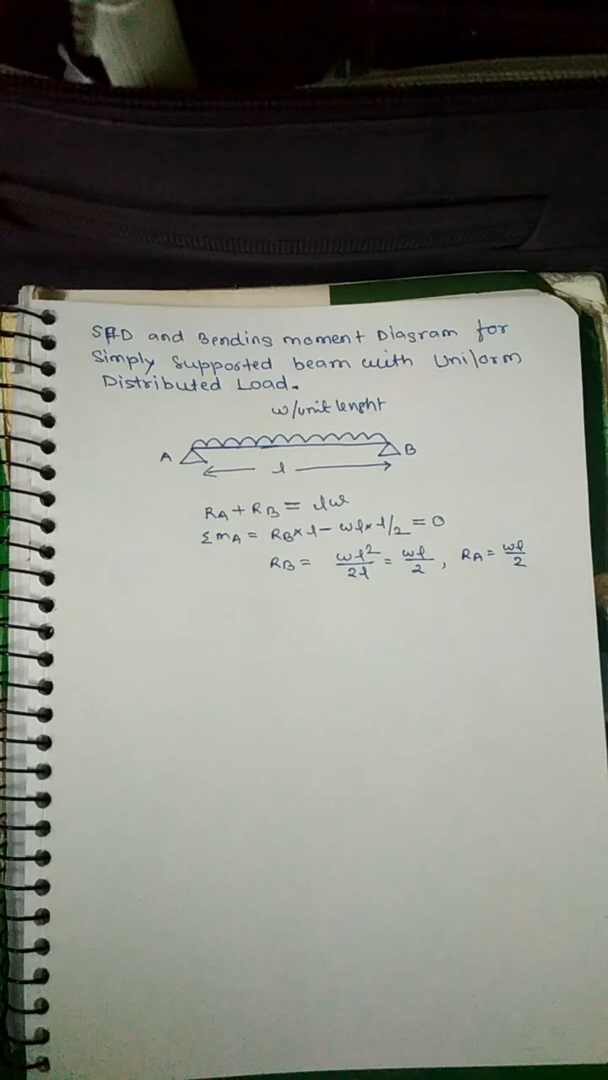 SFD and Bending moment Diagram for
Simply Supported beam with Uniform
Distributed Load.
w/unit lenght
A B
l
RA + RB = lw
ΣmA = RB×l - wl×l/2 = 0
RB = wl²/2l = wl/2, RA = wl/2